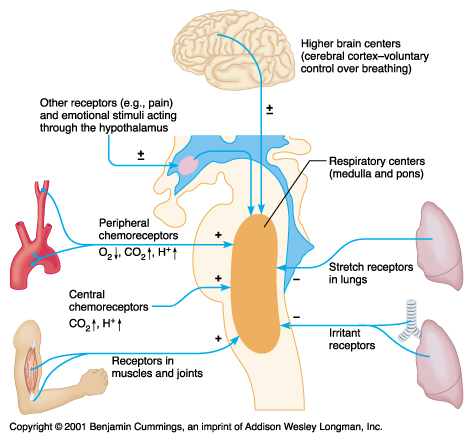 Higher brain centers
(cerebral cortex–voluntary
control over breathing)
±
Other receptors (e.g., pain)
and emotional stimuli acting
through the hypothalamus
±
Respiratory centers
(medulla and pons)
Peripheral
chemoreceptors
O₂↓, CO₂↑, H⁺↑
+
Stretch receptors
in lungs
–
Central
chemoreceptors
CO₂↑, H⁺↑
+
Irritant
receptors
–
Receptors in
muscles and joints
+
Copyright © 2001 Benjamin Cummings, an imprint of Addison Wesley Longman, Inc.